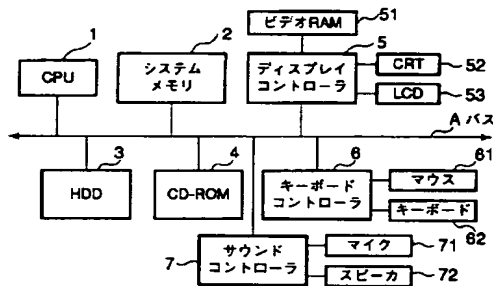 ビデオRAM
51
1
2
5
CPU
システム
メモリ
ディスプレイ
コントローラ
CRT
52
LCD
53
A バス
3
4
6
61
HDD
CD-ROM
キーボード
コントローラ
マウス
キーボード
62
7
サウンド
コントローラ
マイク
71
スピーカ
72